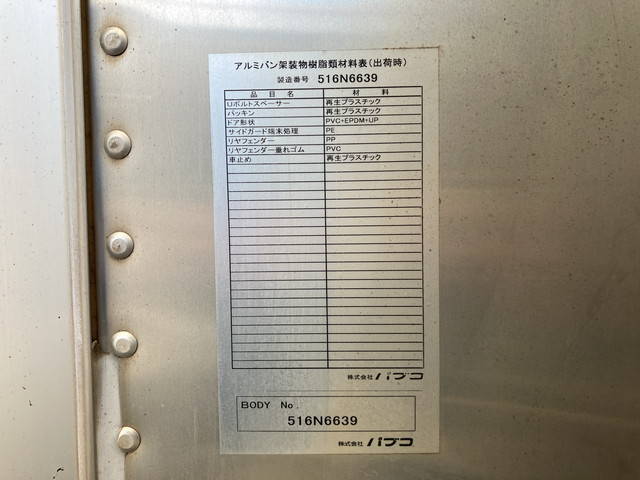 アルミバン架装物樹脂類材料表(出荷時)
製造番号 516N6639
品目名 材料
Uボルトスペーサー 再生プラスチック
パッキン 再生プラスチック
ドア形状 PVC+EPDM+UP
サイドガード端末処理 PE
リヤフェンダー PP
リヤフェンダー垂れゴム PVC
車止め 再生プラスチック
株式会社 パブコ
BODY No.
516N6639
株式会社 パブコ